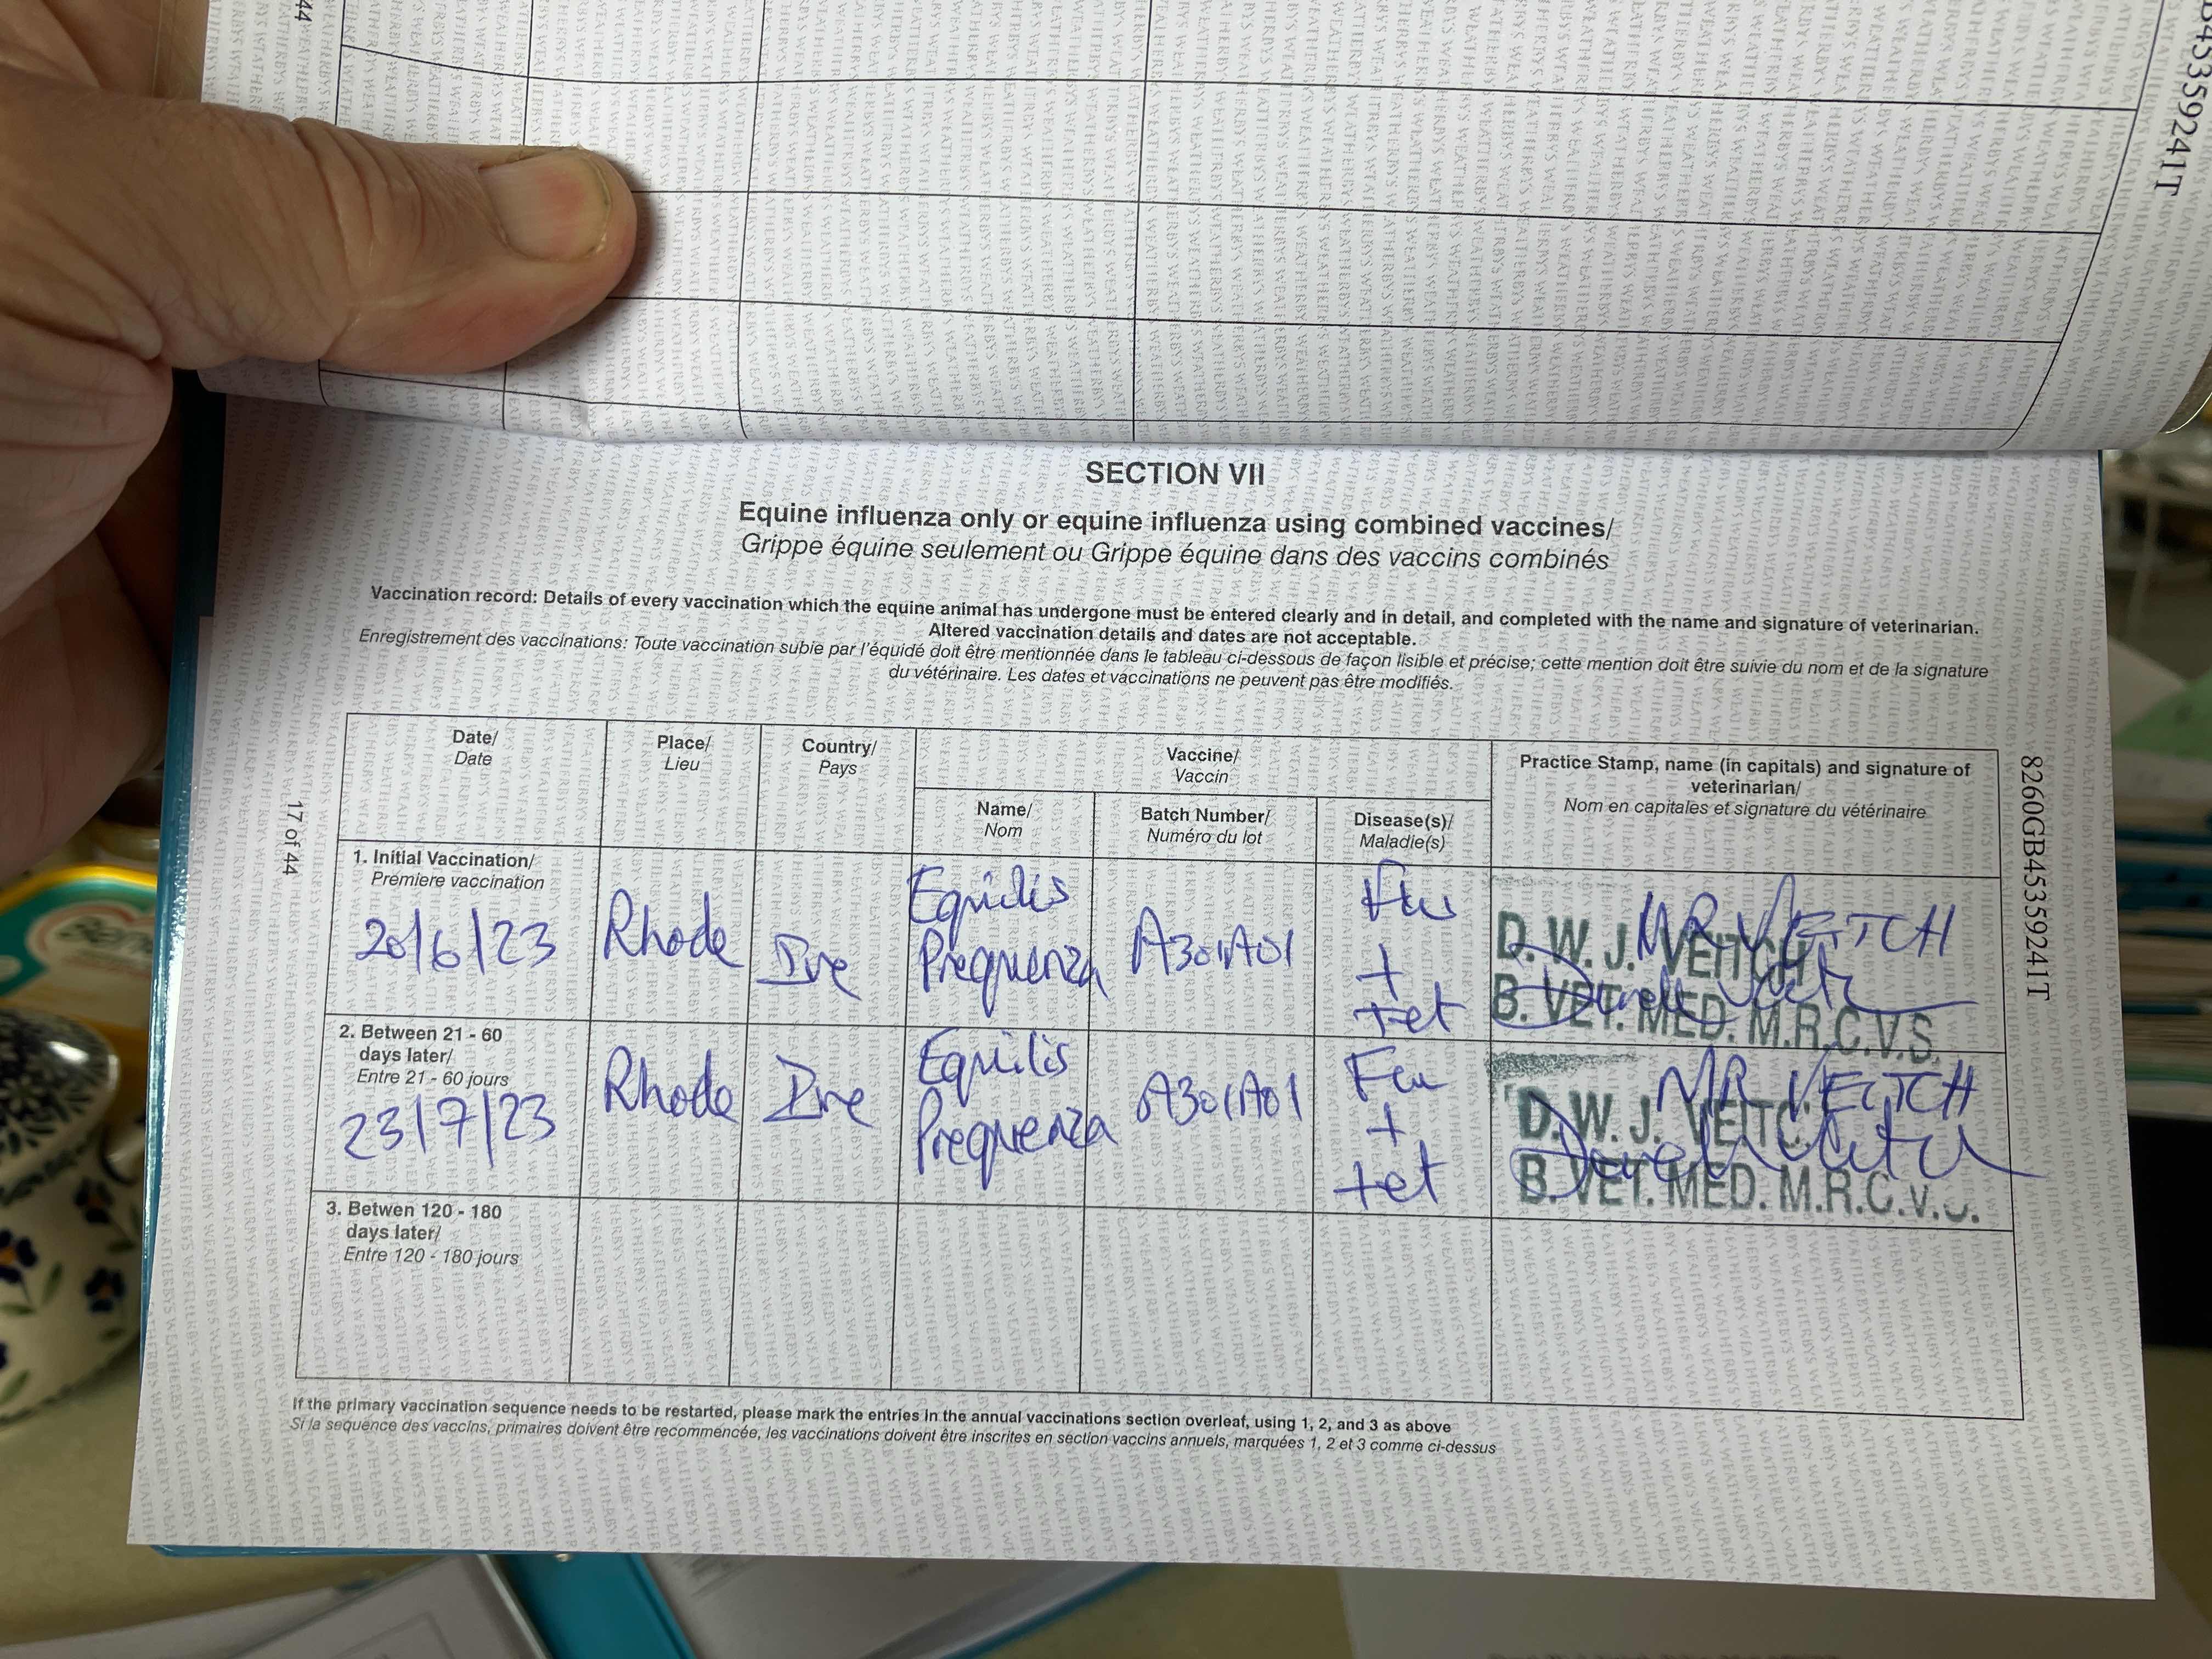 44
B45359241T
SECTION VII
Equine influenza only or equine influenza using combined vaccines/
Grippe équine seulement ou Grippe équine dans des vaccins combinés
Vaccination record: Details of every vaccination which the equine animal has undergone must be entered clearly and in detail, and completed with the name and signature of veterinarian.
Altered vaccination details and dates are not acceptable.
Enregistrement des vaccinations: Toute vaccination subie par l'équidé doit être mentionnée dans le tableau ci-dessous de façon lisible et précise; cette mention doit être suivie du nom et de la signature
du vétérinaire. Les dates et vaccinations ne peuvent pas être modifiés.
Date/
Date
Place/
Lieu
Country/
Pays
Vaccine/
Vaccin
Name/
Nom
Batch Number/
Numéro du lot
Disease(s)/
Maladie(s)
Practice Stamp, name (in capitals) and signature of
veterinarian/
Nom en capitales et signature du vétérinaire
1. Initial Vaccination/
Premiere vaccination
20/6/23
Rhode
Ire
Equilis
Prequenza
A301A01
Flu
+
tet
MR VEITCH
D. W. J. VEITCH
B. VET. MED. M.R.C.V.S.
2. Between 21 - 60
days later/
Entre 21 - 60 jours
23/7/23
Rhode
Ire
Equilis
Prequenza
A301A01
Flu
+
tet
MR VEITCH
D. W. J. VEITC
B. VET. MED. M.R.C.V.S.
3. Betwen 120 - 180
days later/
Entre 120 - 180 jours
If the primary vaccination sequence needs to be restarted, please mark the entries in the annual vaccinations section overleaf, using 1, 2, and 3 as above
Si la sequence des vaccins, primaires doivent être recommencée, les vaccinations doivent être inscrites en section vaccins annuels, marquées 1, 2 et 3 comme ci-dessus
17 of 44
8260GB45359241T